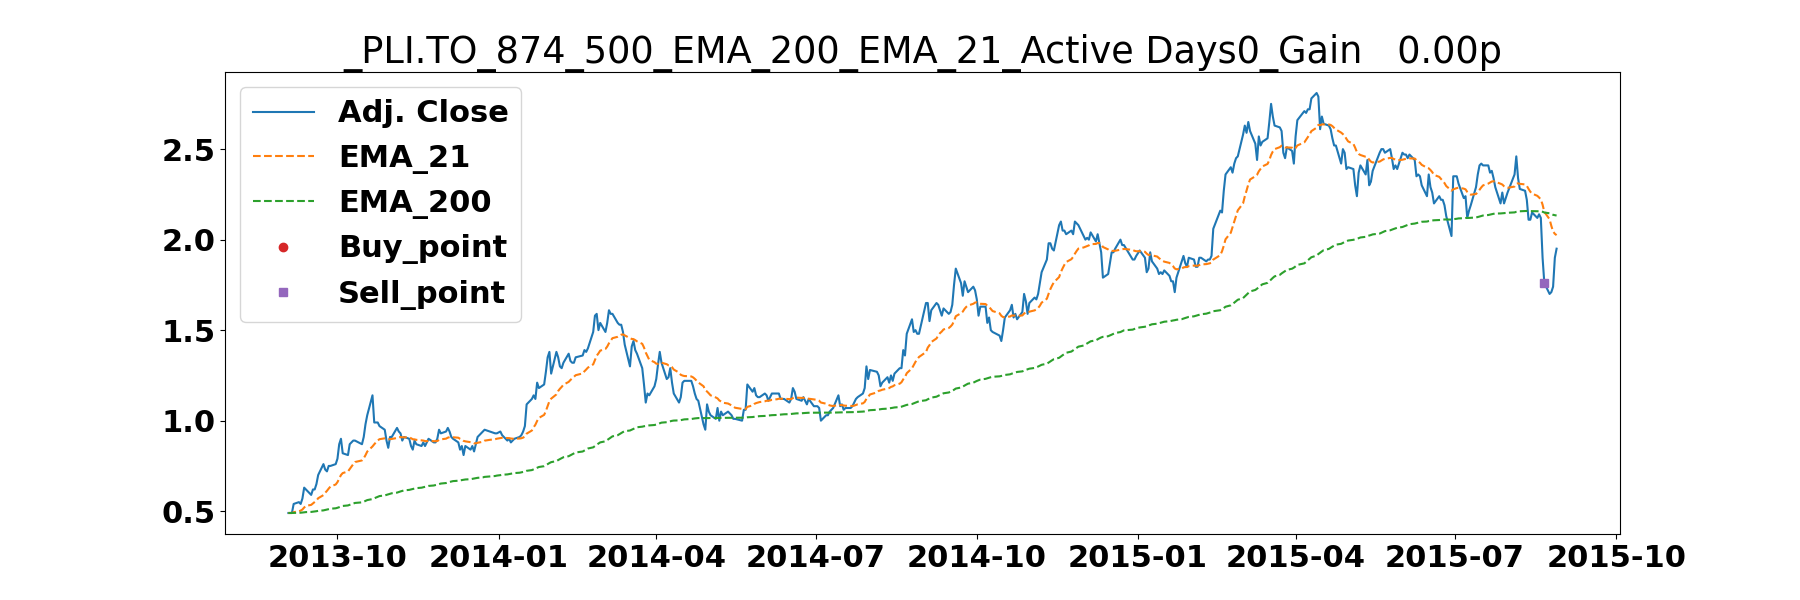 _PLI.TO_874_500_EMA_200_EMA_21_Active Days0_Gain   0.00p
Adj. Close
EMA_21
EMA_200
Buy_point
Sell_point
2.5
2.0
1.5
1.0
0.5
2013-10 2014-01 2014-04 2014-07 2014-10 2015-01 2015-04 2015-07 2015-10